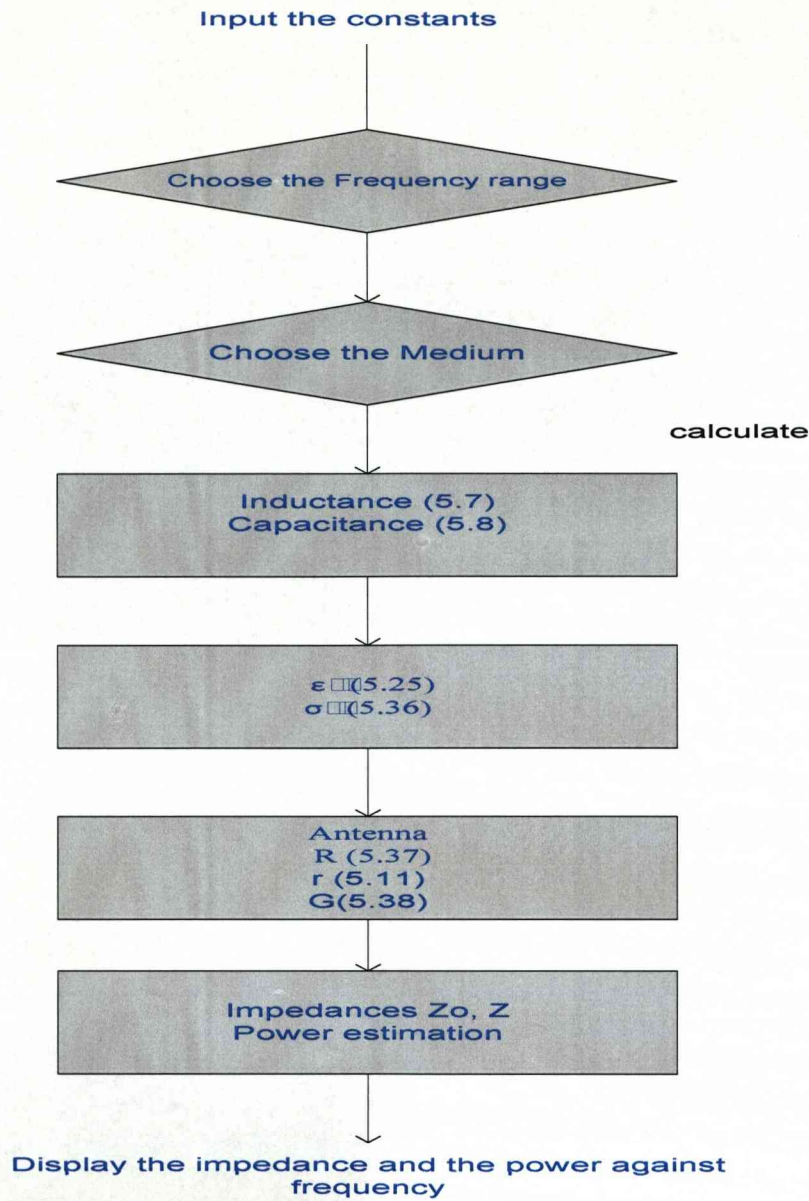 Input the constants
Choose the Frequency range
Choose the Medium
calculate
Inductance (5.7)
Capacitance (5.8)
ε (5.25)
σ (5.36)
Antenna
R (5.37)
r (5.11)
G(5.38)
Impedances Zo, Z
Power estimation
Display the impedance and the power against
frequency